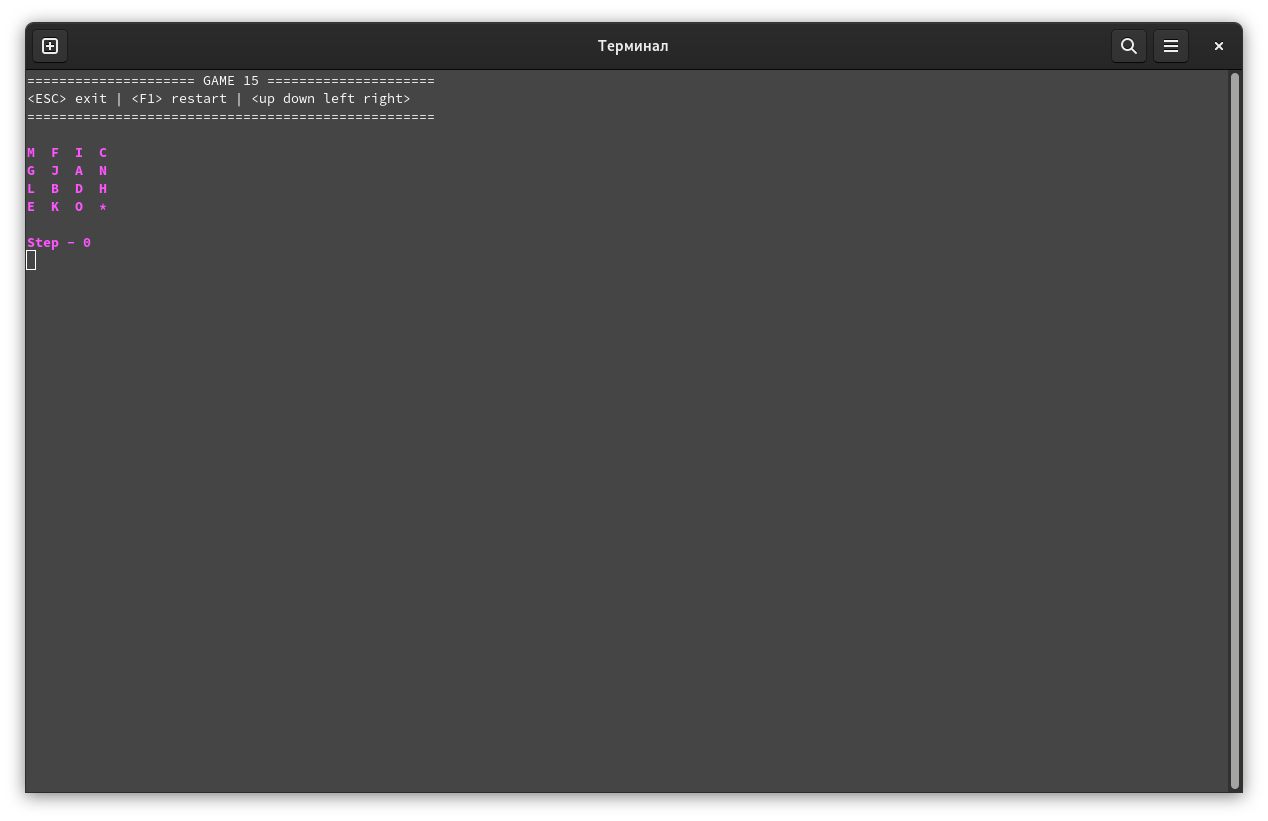 Терминал
===================== GAME 15 =====================
<ESC> exit | <F1> restart | <up down left right>
===================================================
M F I C
G J A N
L B D H
E K O *
Step - 0